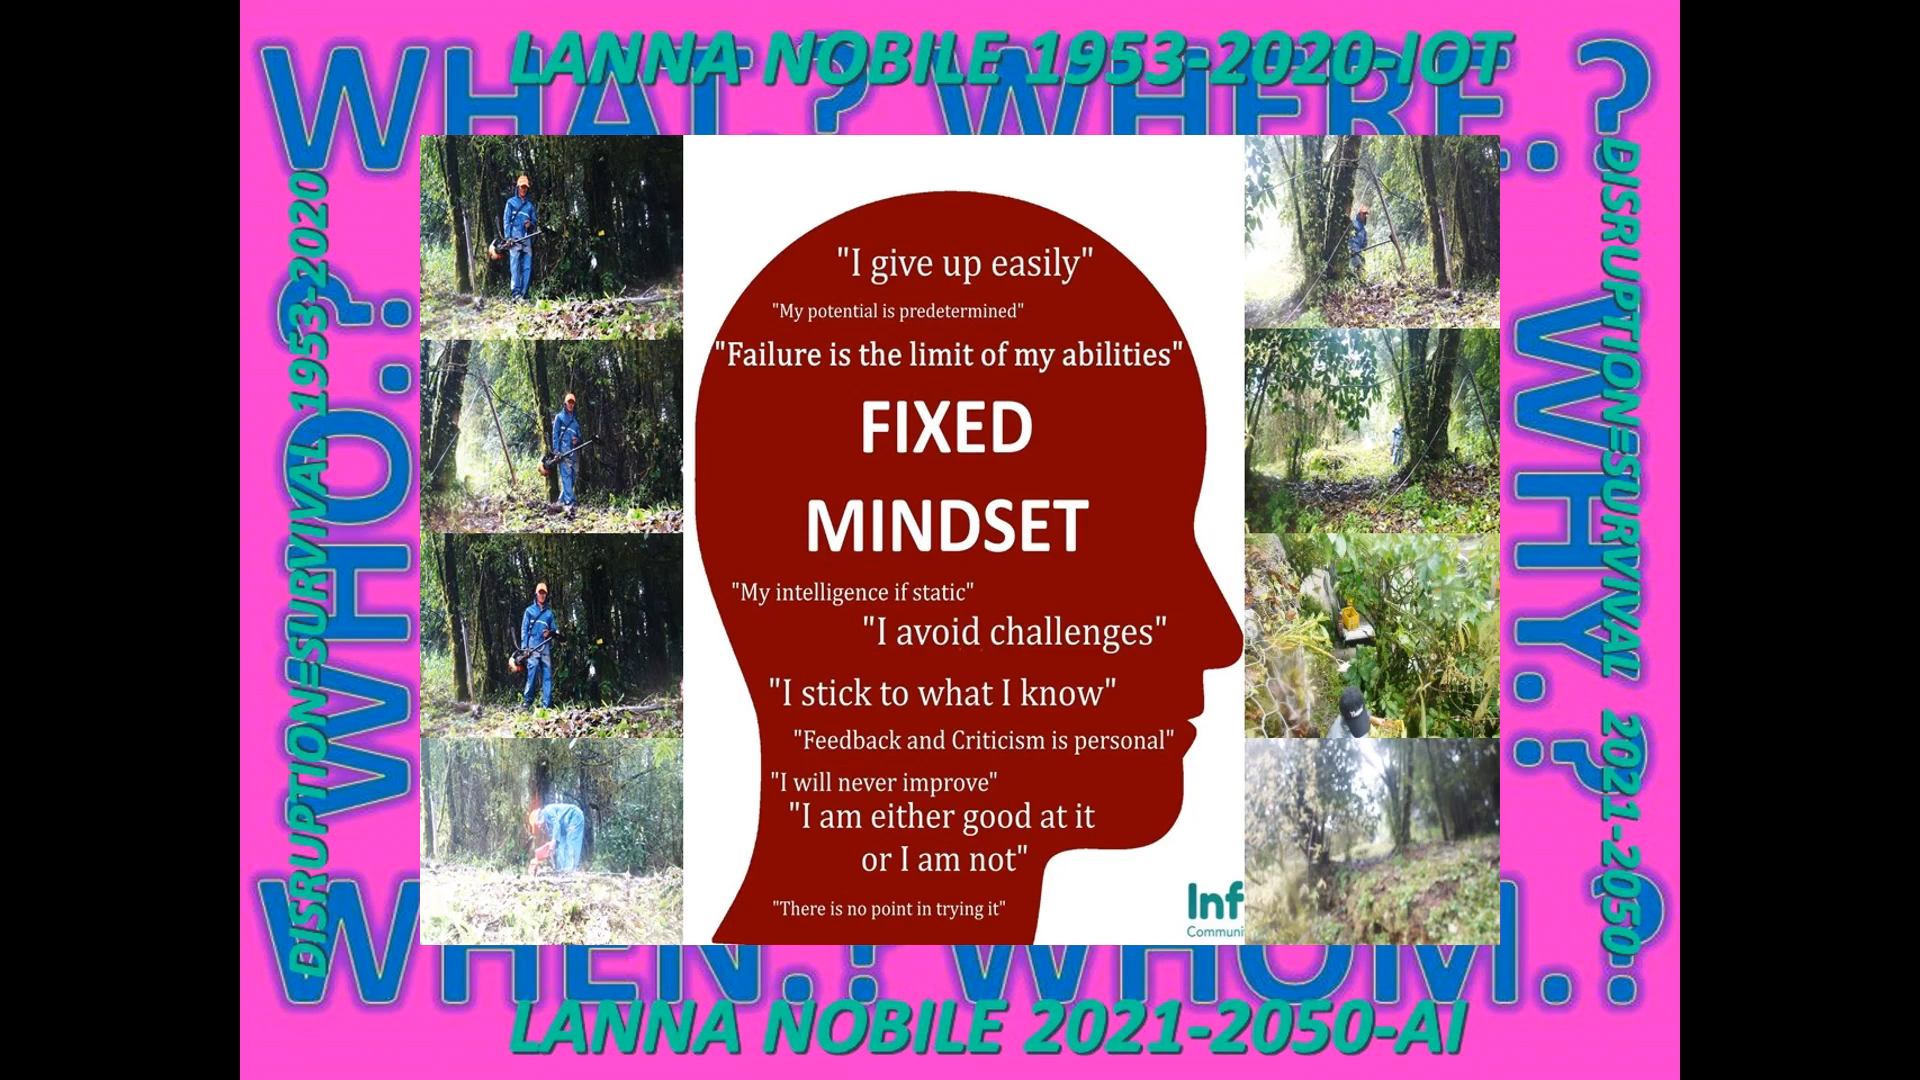 LANNA NOBILE 1953-2020-IOT
WHAT.? WHERE.?
DISRUPTION=SURVIVAL 1953-2020
WHO.?
"I give up easily"
"My potential is predetermined"
"Failure is the limit of my abilities"
FIXED
MINDSET
"My intelligence if static"
"I avoid challenges"
"I stick to what I know"
"Feedback and Criticism is personal"
"I will never improve"
"I am either good at it
or I am not"
"There is no point in trying it"
Inf
Communi
WHY.?
DISRUPTION=SURVIVAL 2021-2050
WHEN.? WHOM.?
LANNA NOBILE 2021-2050-AI